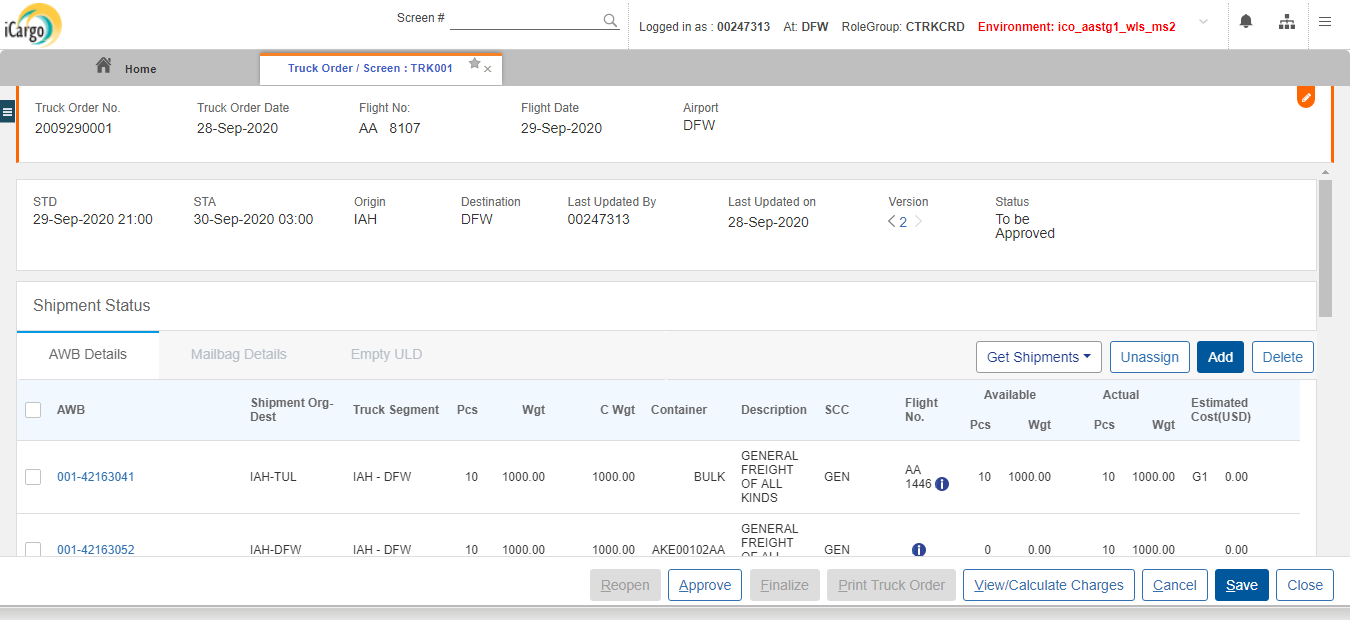 iCargo
Screen #
Logged in as : 00247313 At: DFW RoleGroup: CTRKCRD Environment: ico_aastg1_wls_ms2
Home
Truck Order / Screen : TRK001
Truck Order No. Truck Order Date Flight No: Flight Date Airport
2009290001 28-Sep-2020 AA 8107 29-Sep-2020 DFW
STD STA Origin Destination Last Updated By Last Updated on Version Status
29-Sep-2020 21:00 30-Sep-2020 03:00 IAH DFW 00247313 28-Sep-2020 2 To be
Approved
Shipment Status
AWB Details Mailbag Details Empty ULD Get Shipments Unassign Add Delete
AWB Shipment Org-
Dest Truck Segment Pcs Wgt C Wgt Container Description SCC Flight
No. Available
Pcs Wgt Actual
Pcs Wgt Estimated
Cost(USD)
001-42163041 IAH-TUL IAH - DFW 10 1000.00 1000.00 BULK GENERAL
FREIGHT
OF ALL
KINDS GEN AA
1446 10 1000.00 10 1000.00 G1 0.00
001-42163052 IAH-DFW IAH - DFW 10 1000.00 1000.00 AKE00102AA GENERAL
FREIGHT
OF ALL GEN 0 0.00 10 1000.00 0.00
Reopen Approve Finalize Print Truck Order View/Calculate Charges Cancel Save Close